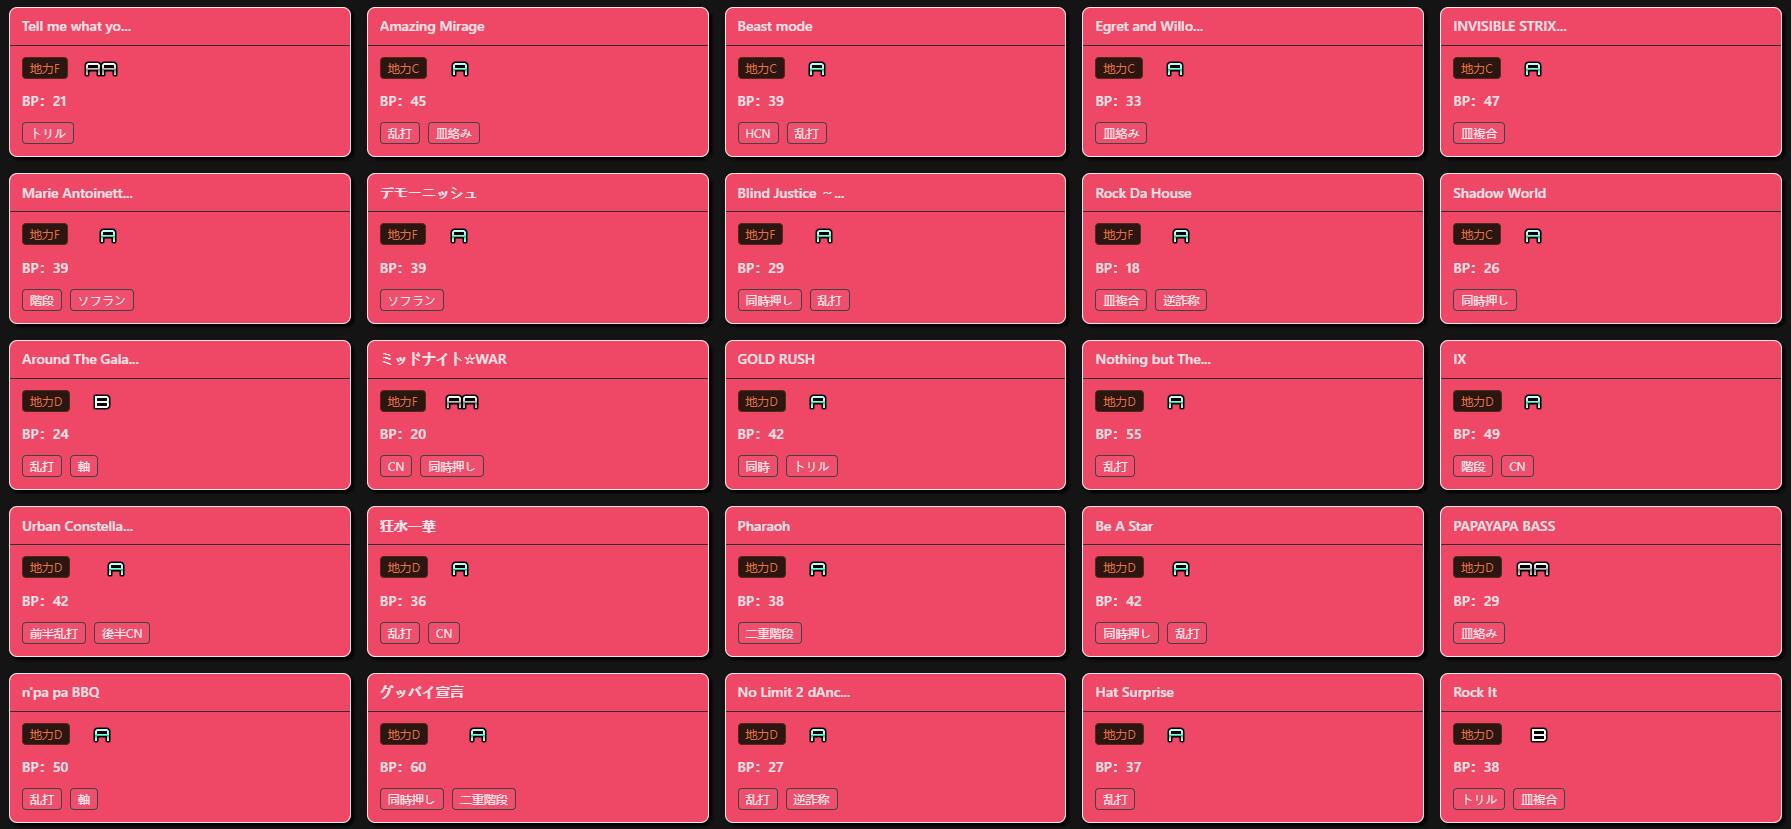 Tell me what yo...
地力F AA
BP: 21
トリル
Amazing Mirage
地力C A
BP: 45
乱打 皿絡み
Beast mode
地力C A
BP: 39
HCN 乱打
Egret and Willo...
地力C A
BP: 33
皿絡み
INVISIBLE STRIX...
地力C A
BP: 47
皿複合
Marie Antoinett...
地力F A
BP: 39
階段 ソフラン
デモーニッシュ
地力F A
BP: 39
ソフラン
Blind Justice ～...
地力F A
BP: 29
同時押し 乱打
Rock Da House
地力F A
BP: 18
皿複合 逆詐称
Shadow World
地力C A
BP: 26
同時押し
Around The Gala...
地力D B
BP: 24
乱打 軸
ミッドナイト☆WAR
地力F AA
BP: 20
CN 同時押し
GOLD RUSH
地力D A
BP: 42
同時 トリル
Nothing but The...
地力D A
BP: 55
乱打
IX
地力D A
BP: 49
階段 CN
Urban Constella...
地力D A
BP: 42
前半乱打 後半CN
狂水一華
地力D A
BP: 36
乱打 CN
Pharaoh
地力D A
BP: 38
二重階段
Be A Star
地力D A
BP: 42
同時押し 乱打
PAPAYAPA BASS
地力D AA
BP: 29
皿絡み
n'pa pa BBQ
地力D A
BP: 50
乱打 軸
グッバイ宣言
地力D A
BP: 60
同時押し 二重階段
No Limit 2 dAnc...
地力D A
BP: 27
乱打 逆詐称
Hat Surprise
地力D A
BP: 37
乱打
Rock It
地力D B
BP: 38
トリル 皿複合